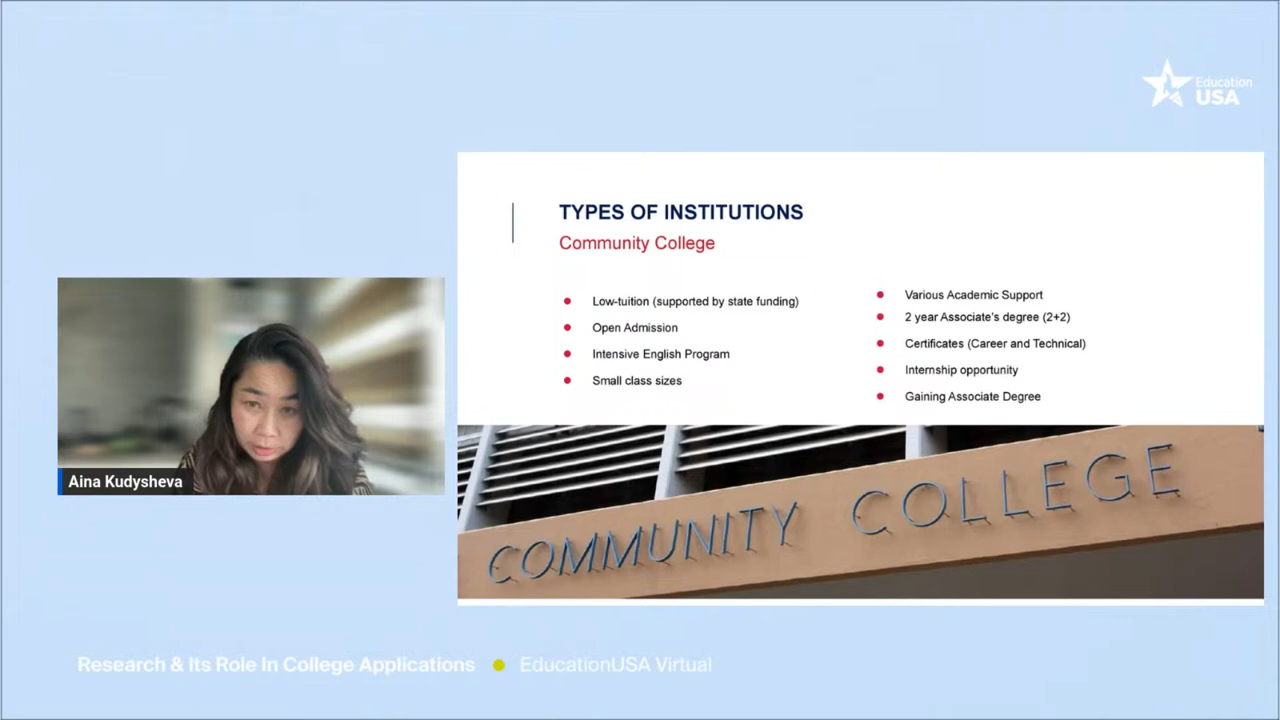 Education
USA
TYPES OF INSTITUTIONS
Community College
Low-tuition (supported by state funding)
Open Admission
Intensive English Program
Small class sizes
Various Academic Support
2 year Associate's degree (2+2)
Certificates (Career and Technical)
Internship opportunity
Gaining Associate Degree
COMMUNITY COLLEGE
Aina Kudysheva
Research & Its Role In College Applications ● EducationUSA Virtual